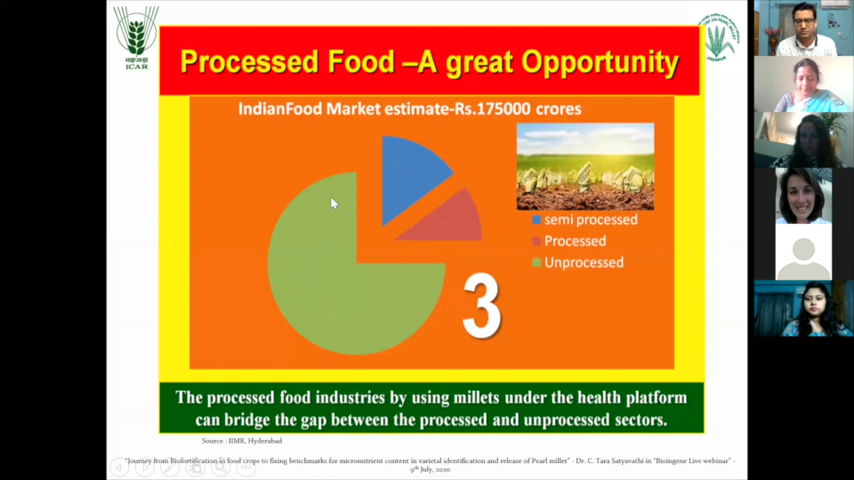 भाकृअनुप
ICAR
Processed Food –A great Opportunity
IndianFood Market estimate-Rs.175000 crores
semi processed
Processed
Unprocessed
3
The processed food industries by using millets under the health platform
can bridge the gap between the processed and unprocessed sectors.
Source : IIMR, Hyderabad
"Journey from Biofortification in food crops to fixing benchmarks for micronutrient content in varietal identification and release of Pearl millet" - Dr. C. Tara Satyavathi in "Bioingene Live webinar" -
9th July, 2020